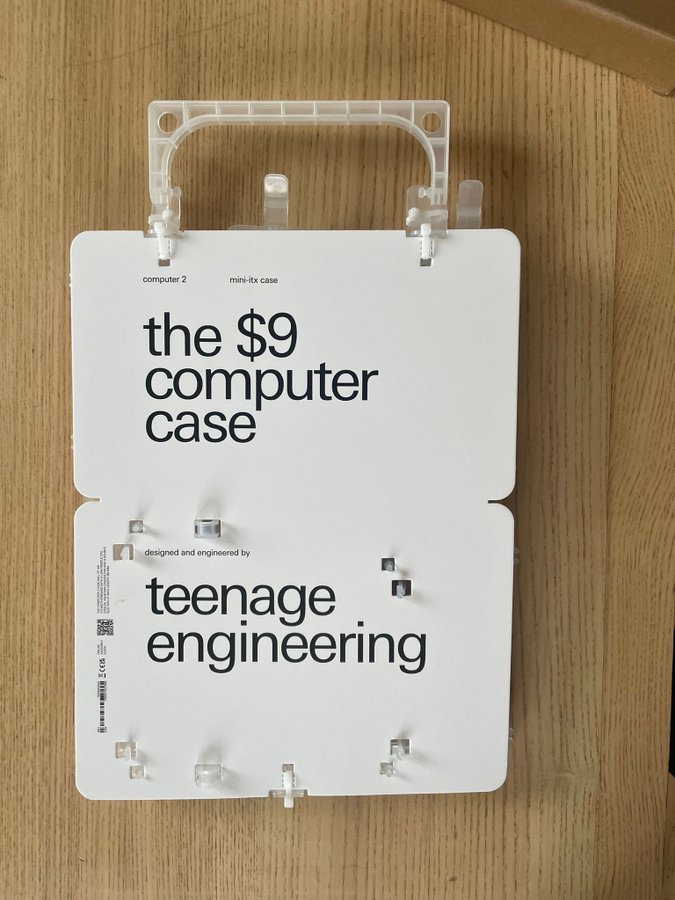 computer 2
mini-itx case
the $9
computer
case
designed and engineered by
teenage
engineering